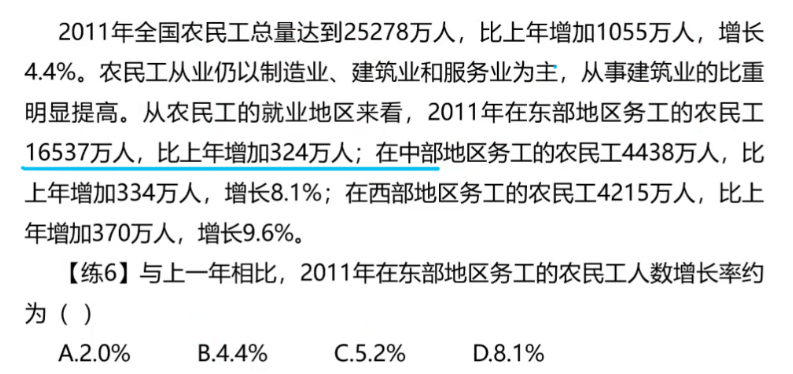 2011年全国农民工总量达到25278万人，比上年增加1055万人，增长
4.4%。农民工从业仍以制造业、建筑业和服务业为主，从事建筑业的比重
明显提高。从农民工的就业地区来看，2011年在东部地区务工的农民工
16537万人，比上年增加324万人；在中部地区务工的农民工4438万人，比
上年增加334万人，增长8.1%；在西部地区务工的农民工4215万人，比上
年增加370万人，增长9.6%。
【练6】与上一年相比，2011年在东部地区务工的农民工人数增长率约
为（ ）
A.2.0% B.4.4% C.5.2% D.8.1%